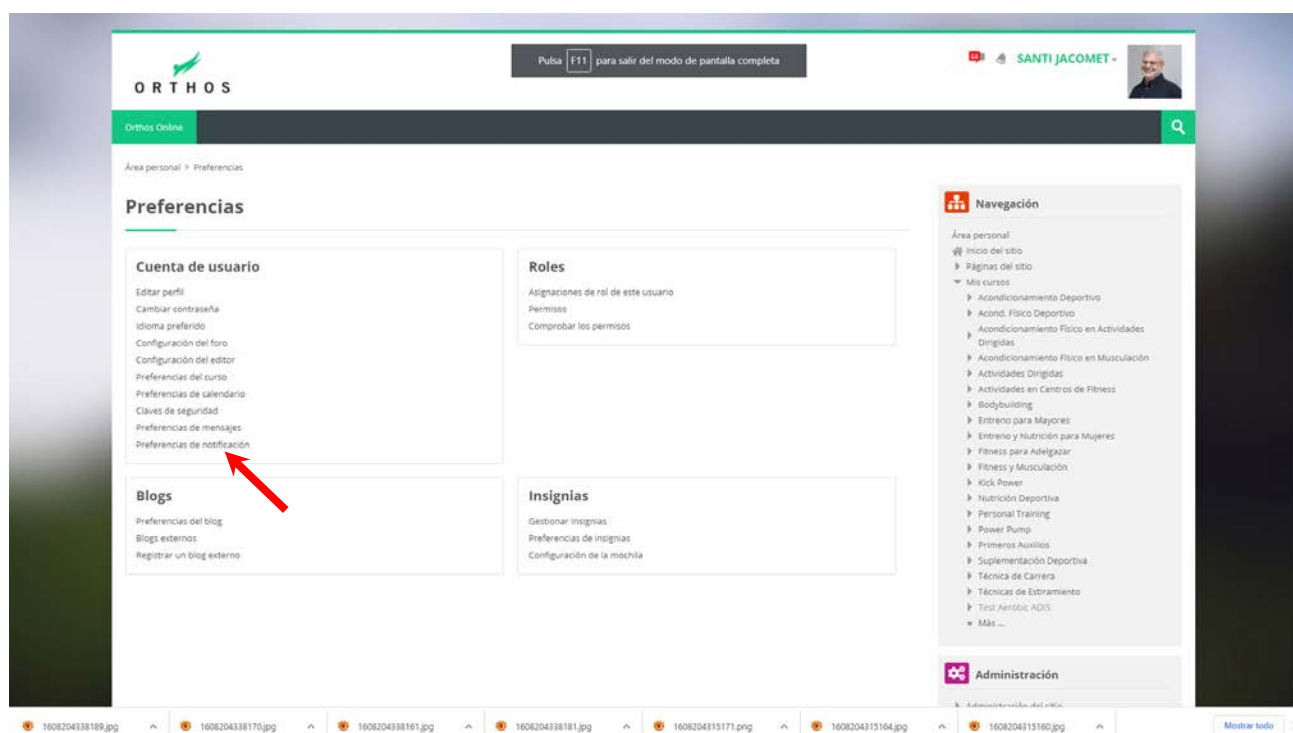 ORTHOS
Pulsa F11 para salir del modo de pantalla completa
SANTI JACOMET
Orthos Online
Área personal
Preferencias
Preferencias
Cuenta de usuario
Editar perfil
Cambiar contraseña
Idioma preferido
Configuración del foro
Configuración del editor
Preferencias del curso
Preferencias de calendario
Claves de seguridad
Preferencias de mensajes
Preferencias de notificación
Roles
Asignaciones de rol de este usuario
Permisos
Comprobar los permisos
Blogs
Preferencias del blog
Blogs externos
Registrar un blog externo
Insignias
Gestionar insignias
Preferencias de insignias
Configuración de la mochila
Navegación
Área personal
Inicio del sitio
Páginas del sitio
Mis cursos
Acondicionamiento Deportivo
Acond. Físico Deportivo
Acondicionamiento Físico en Actividades
Dirigidas
Acondicionamiento Físico en Musculación
Actividades Dirigidas
Actividades en Centros de Fitness
Bodybuilding
Entreno para Mayores
Entreno y Nutrición para Mujeres
Fitness para Adelgazar
Fitness y Musculación
Kick Power
Nutrición Deportiva
Personal Training
Power Pump
Primeros Auxilios
Suplementación Deportiva
Técnica de Carrera
Técnicas de Estiramiento
Test Aeróbic ADIS
Más ...
Administración
Administración del sitio
1608204338189.jpg
1608204338170.jpg
1608204338161.jpg
1608204338181.jpg
1608204315171.png
1608204315164.jpg
1608204315160.jpg
Mostrar todo